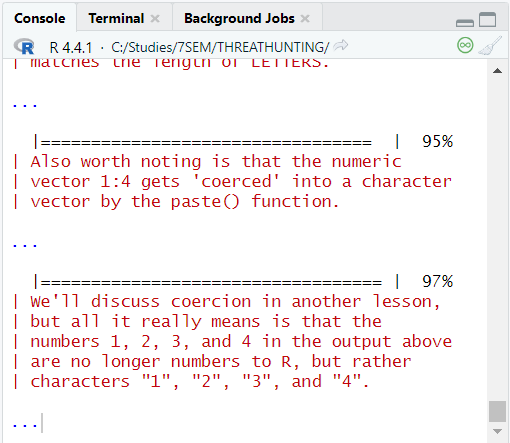 Console Terminal Background Jobs
R R 4.4.1 · C:/Studies/7SEM/THREATHUNTING/
| matches the length of LETTERS.
...
|================================= | 95%
| Also worth noting is that the numeric
| vector 1:4 gets 'coerced' into a character
| vector by the paste() function.
...
|================================== | 97%
| We'll discuss coercion in another lesson,
| but all it really means is that the
| numbers 1, 2, 3, and 4 in the output above
| are no longer numbers to R, but rather
| characters "1", "2", "3", and "4".
...